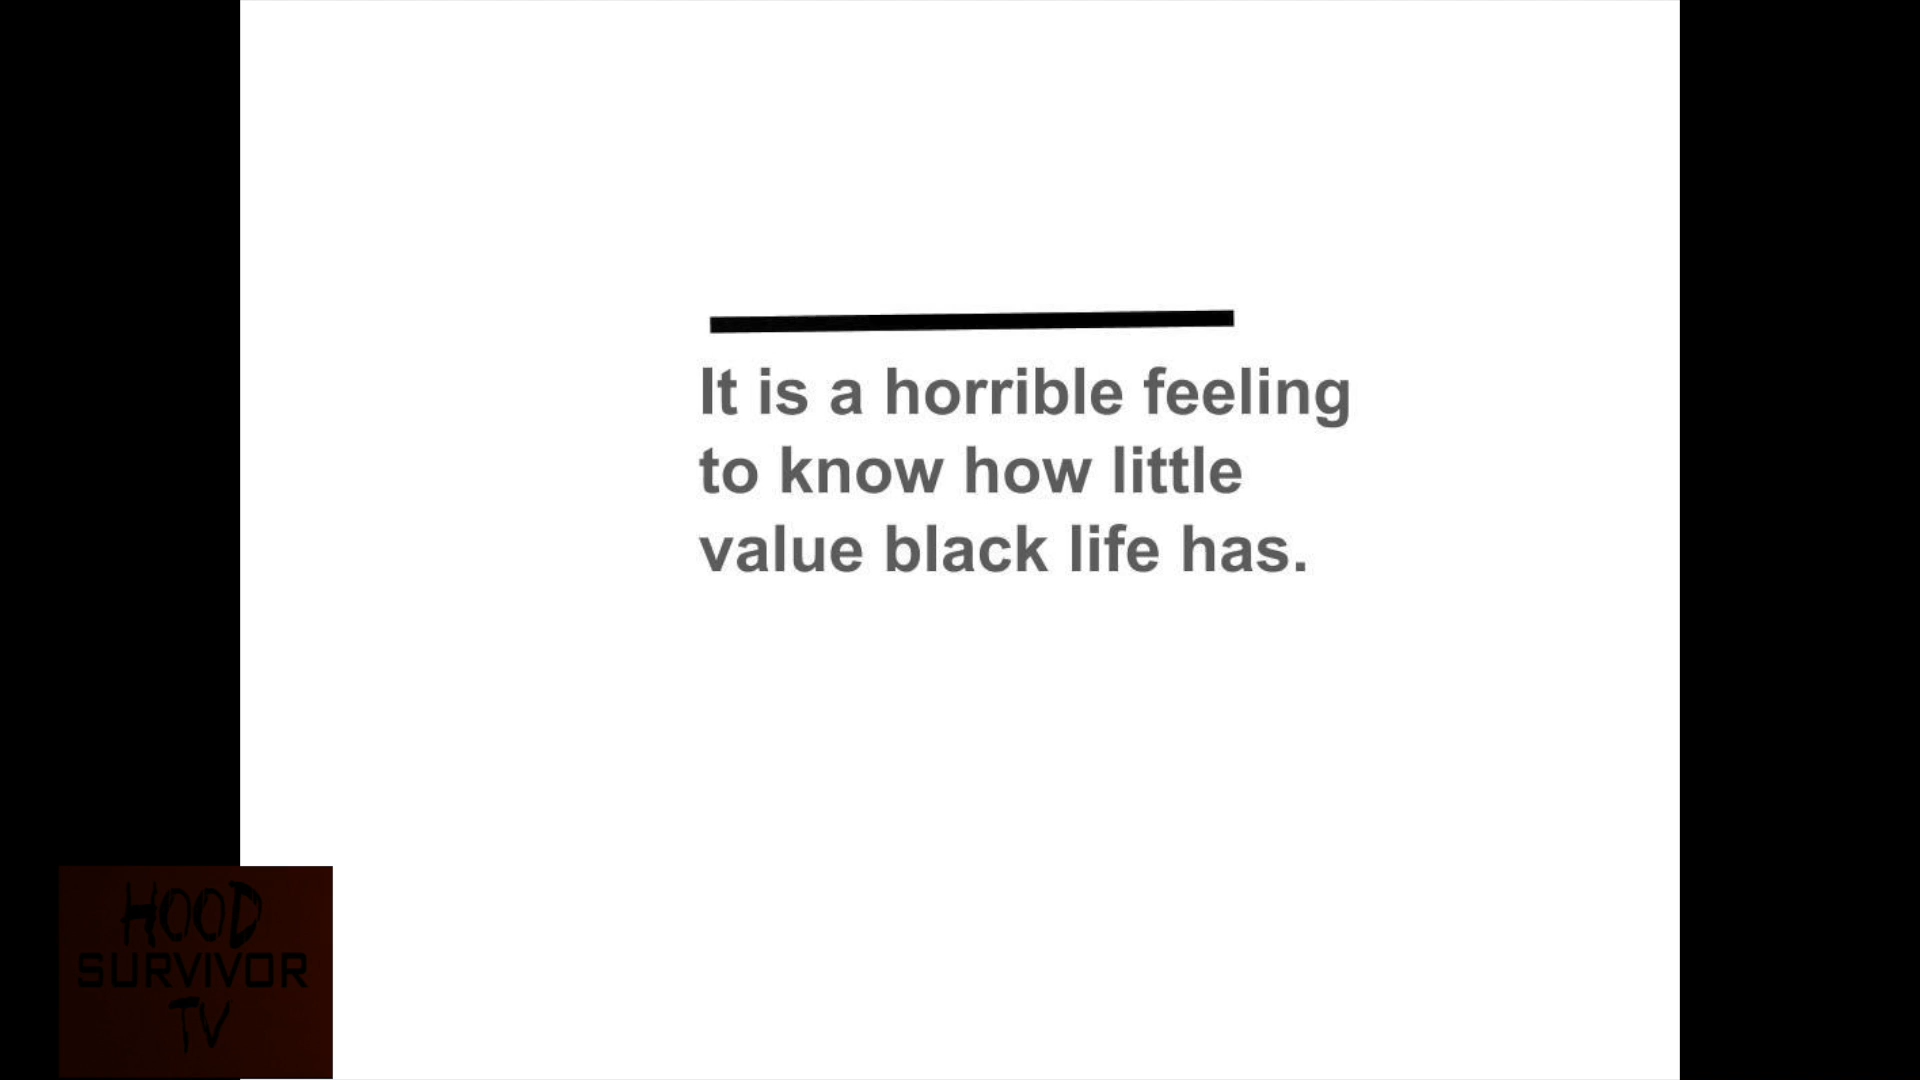 It is a horrible feeling
to know how little
value black life has.
HOOD
SURVIVOR
TV